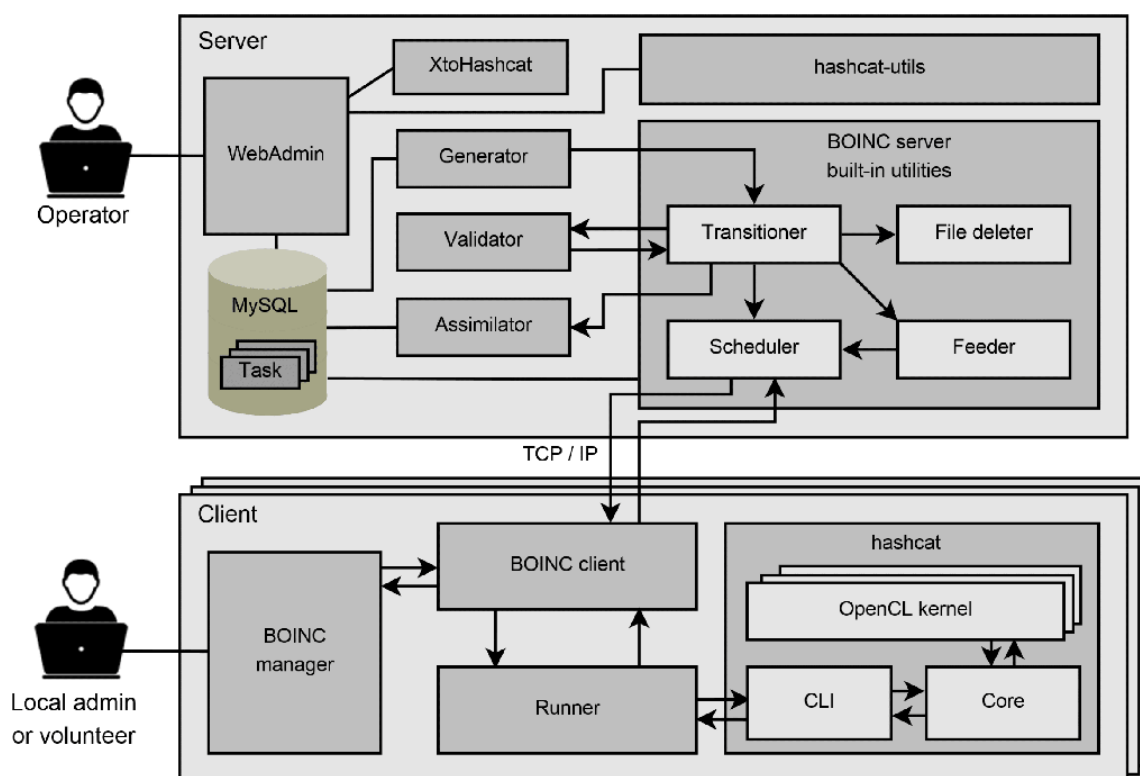 Server
XtoHashcat
hashcat-utils
WebAdmin
Operator
Generator
BOINC server
built-in utilities
Validator
Transitioner
File deleter
MySQL
Task
Assimilator
Scheduler
Feeder
TCP / IP
Client
BOINC client
hashcat
OpenCL kernel
BOINC
manager
Runner
CLI
Core
Local admin
or volunteer